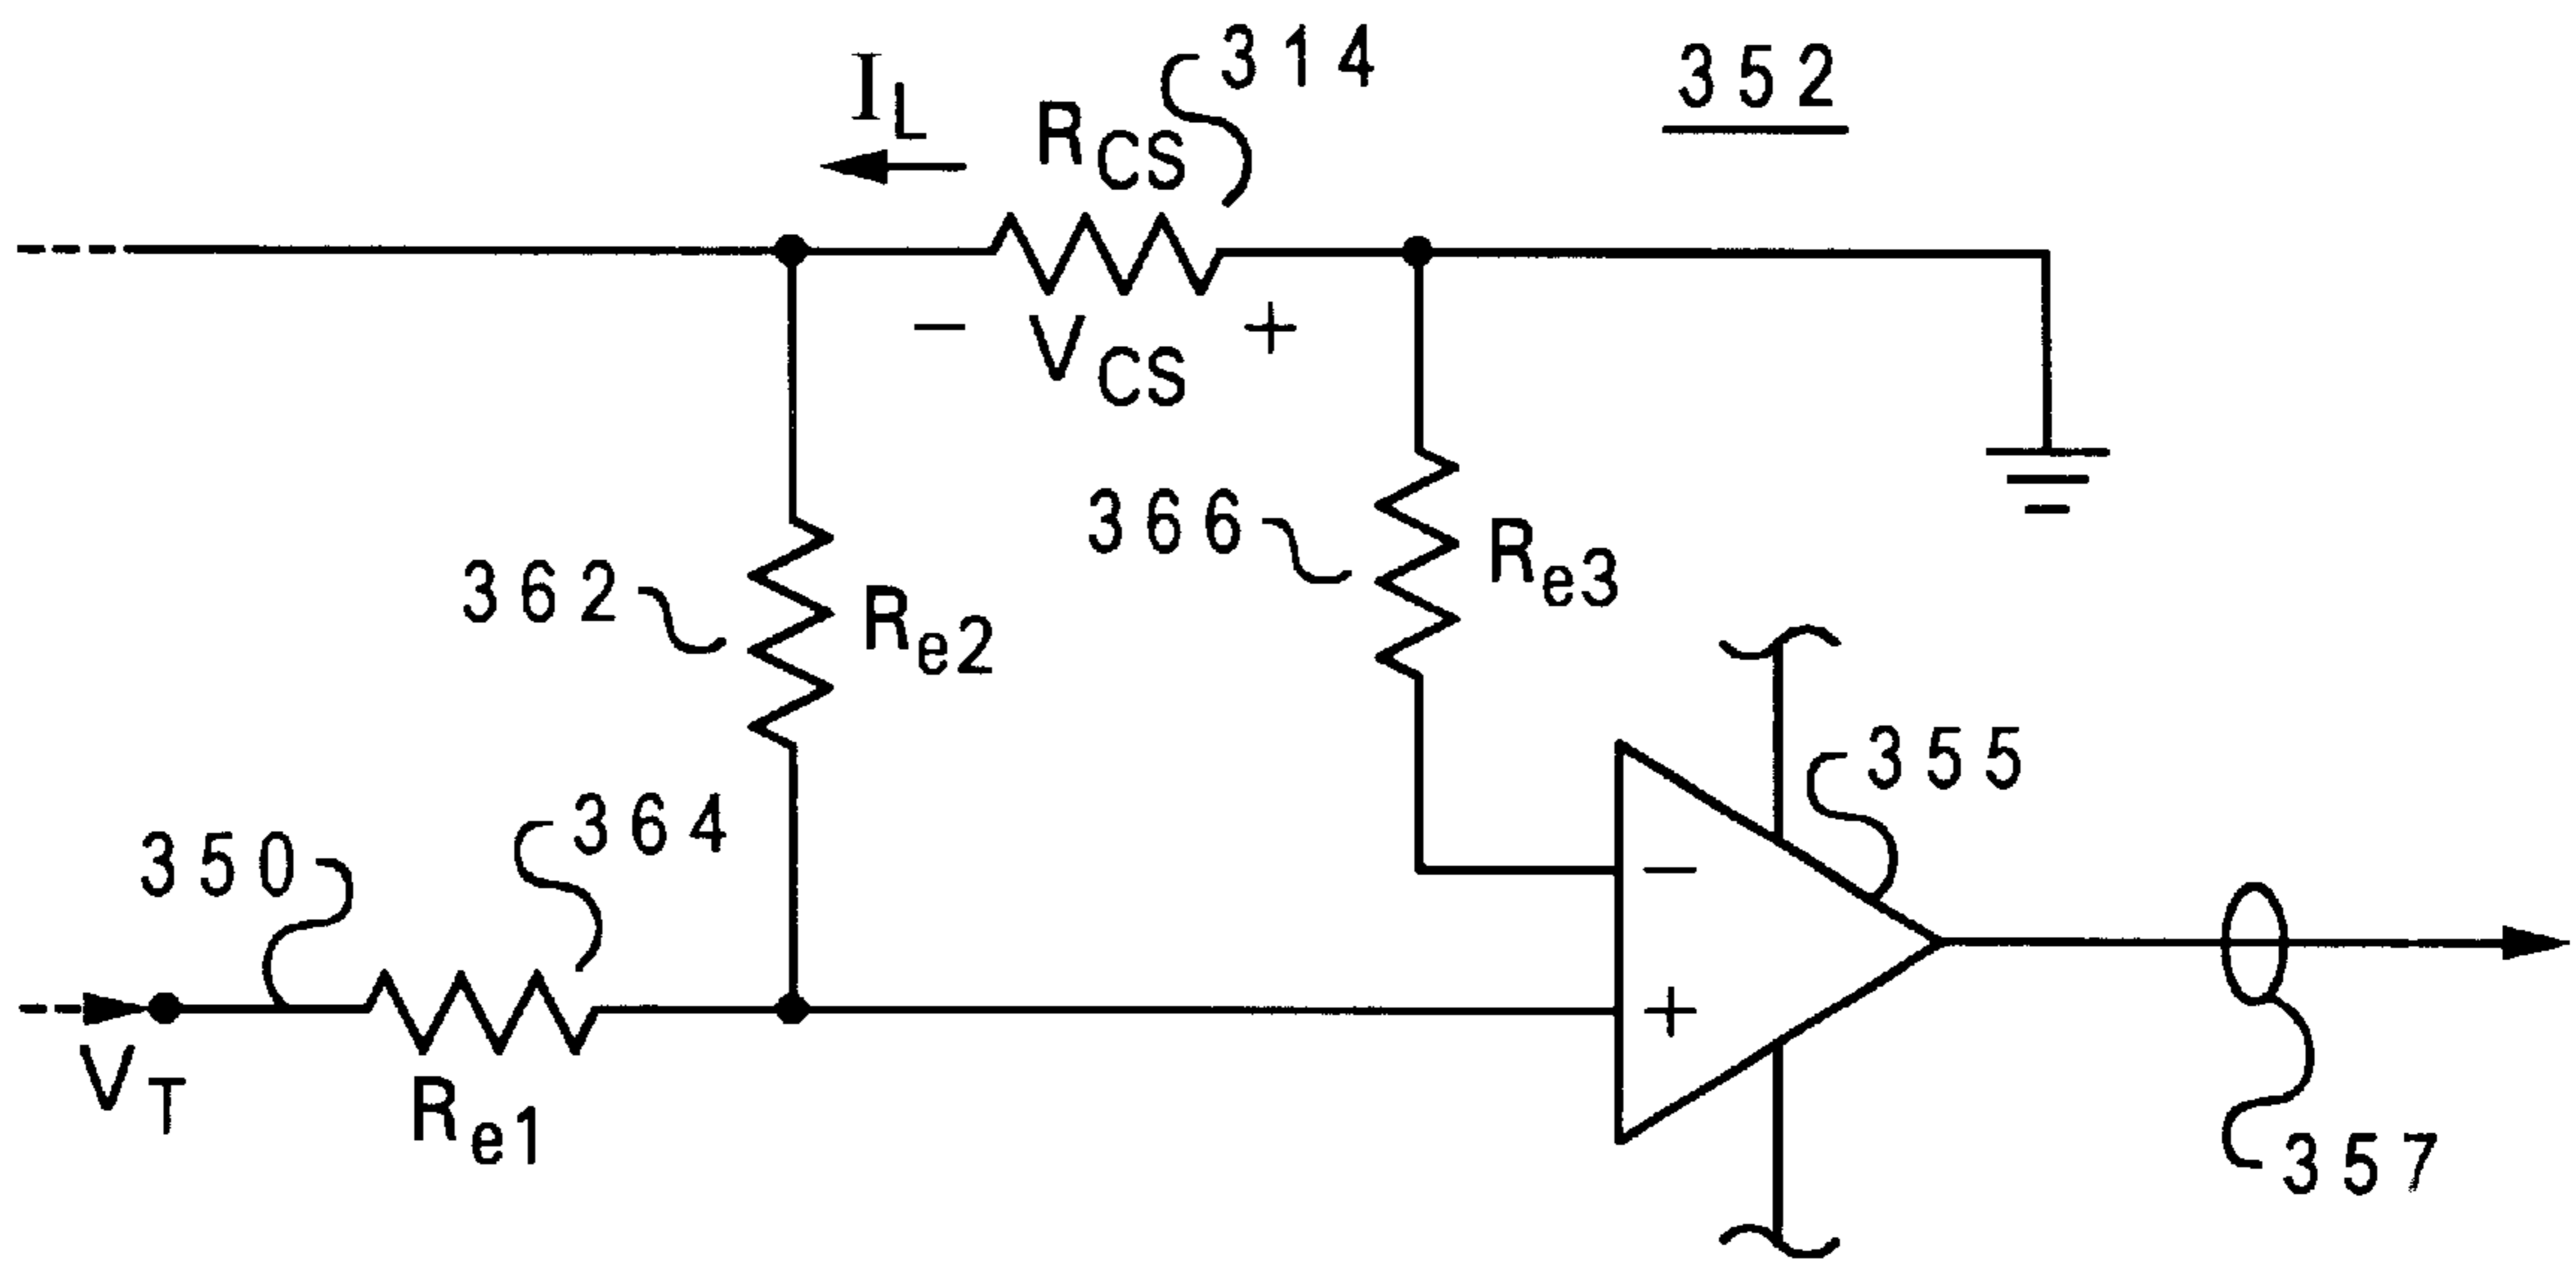 314
352
I_L
R_CS
− V_CS +
366
R_e3
362
R_e2
355
364
350
−
+
V_T
R_e1
357